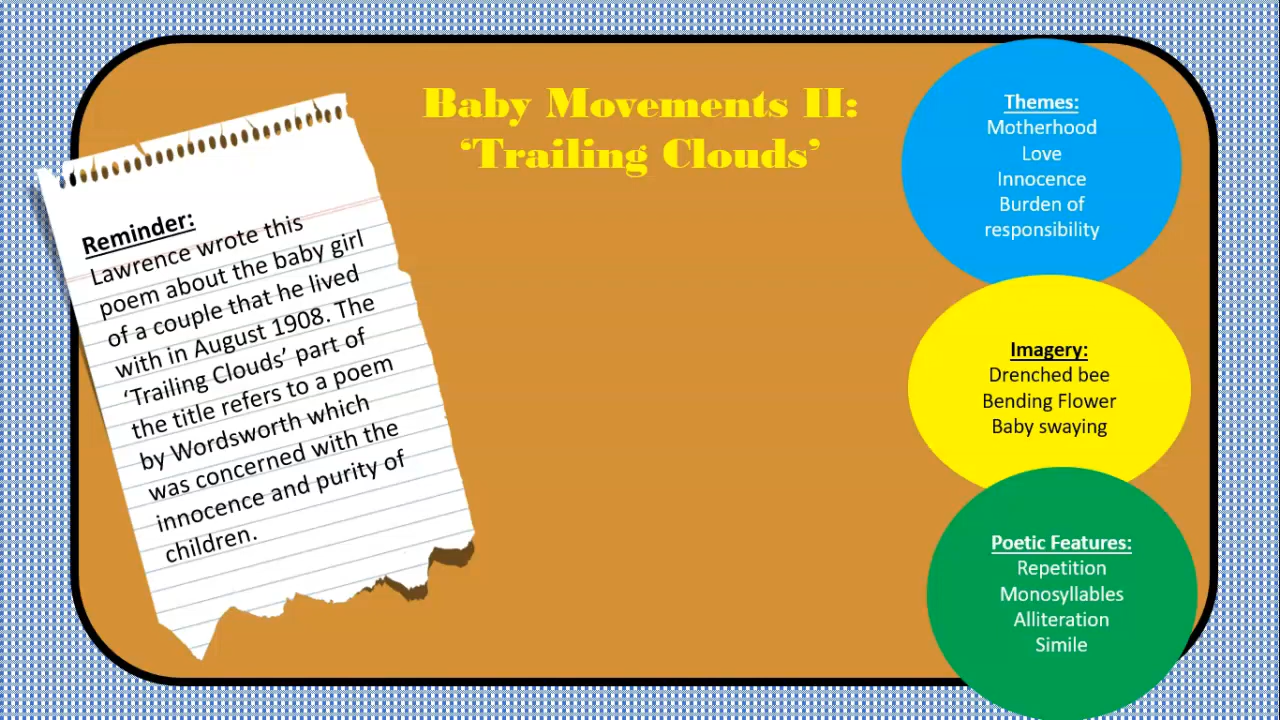 Baby Movements II:
‘Trailing Clouds’
Reminder:
Lawrence wrote this
poem about the baby girl
of a couple that he lived
with in August 1908. The
‘Trailing Clouds’ part of
the title refers to a poem
by Wordsworth which
was concerned with the
innocence and purity of
children.
Themes:
Motherhood
Love
Innocence
Burden of
responsibility
Imagery:
Drenched bee
Bending Flower
Baby swaying
Poetic Features:
Repetition
Monosyllables
Alliteration
Simile